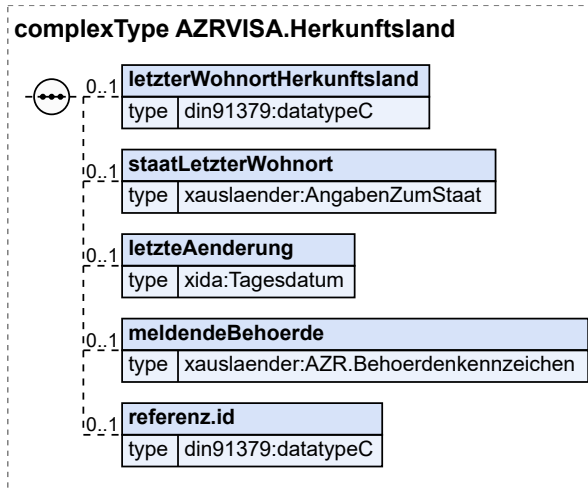 complexType AZRVISA.Herkunftsland
0..1 letzterWohnortHerkunftsland
type din91379:datatypeC
0..1 staatLetzterWohnort
type xauslaender:AngabenZumStaat
0..1 letzteAenderung
type xida:Tagesdatum
0..1 meldendeBehoerde
type xauslaender:AZR.Behoerdenkennzeichen
0..1 referenz.id
type din91379:datatypeC